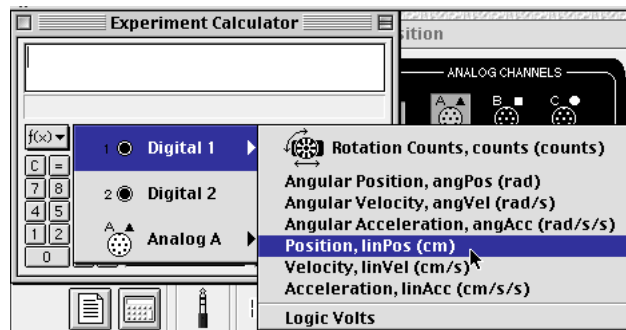 Experiment Calculator
sition
ANALOG CHANNELS
A B C
f(x)
1 Digital 1
Rotation Counts, counts (counts)
C =
7 8
2 Digital 2
Angular Position, angPos (rad)
Angular Velocity, angVel (rad/s)
4 5
Angular Acceleration, angAcc (rad/s/s)
1 2
A Analog A
Position, linPos (cm)
0
Velocity, linVel (cm/s)
Acceleration, linAcc (cm/s/s)
Logic Volts